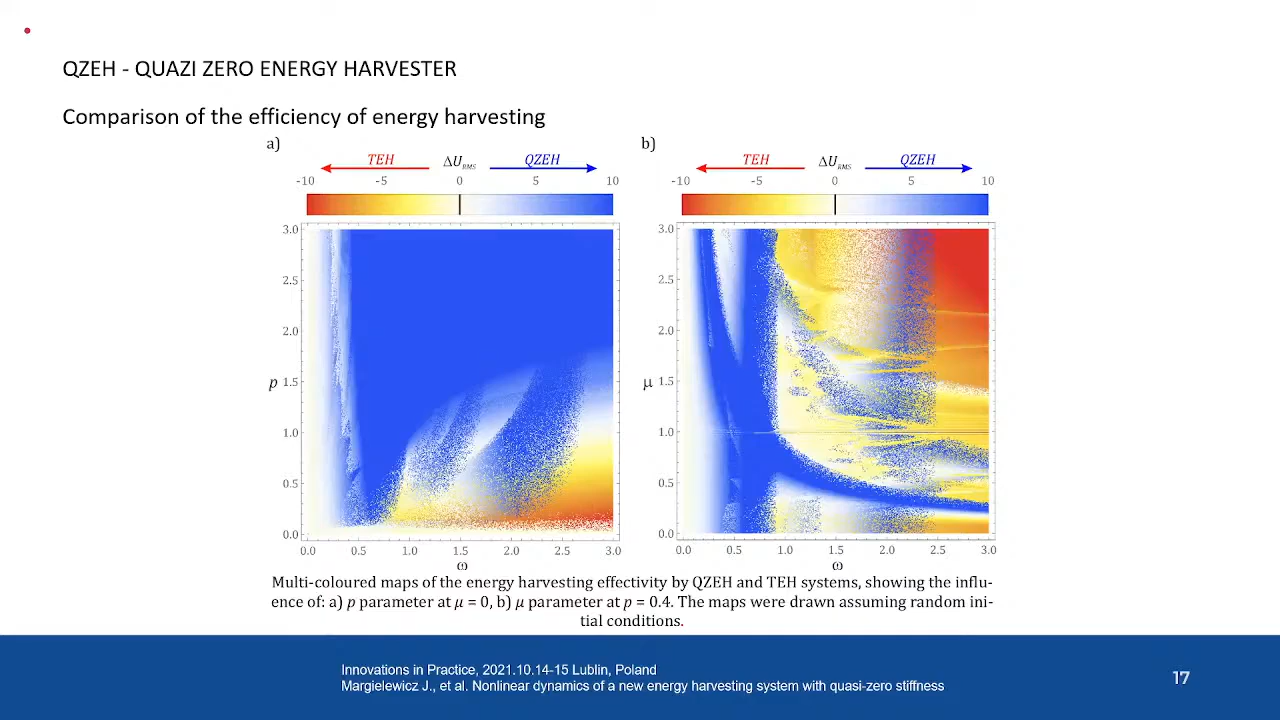 QZEH - QUAZI ZERO ENERGY HARVESTER
Comparison of the efficiency of energy harvesting
a)
TEH ΔU RMS QZEH
-10 -5 0 5 10
3.0
2.5
2.0
p 1.5
1.0
0.5
0.0
0.0 0.5 1.0 1.5 2.0 2.5 3.0
ω
b)
TEH ΔU RMS QZEH
-10 -5 0 5 10
3.0
2.5
2.0
μ 1.5
1.0
0.5
0.0
0.0 0.5 1.0 1.5 2.0 2.5 3.0
ω
Multi-coloured maps of the energy harvesting effectivity by QZEH and TEH systems, showing the influ-
ence of: a) p parameter at μ = 0, b) μ parameter at p = 0.4. The maps were drawn assuming random ini-
tial conditions.
Innovations in Practice, 2021.10.14-15 Lublin, Poland
Margielewicz J., et al. Nonlinear dynamics of a new energy harvesting system with quasi-zero stiffness
17